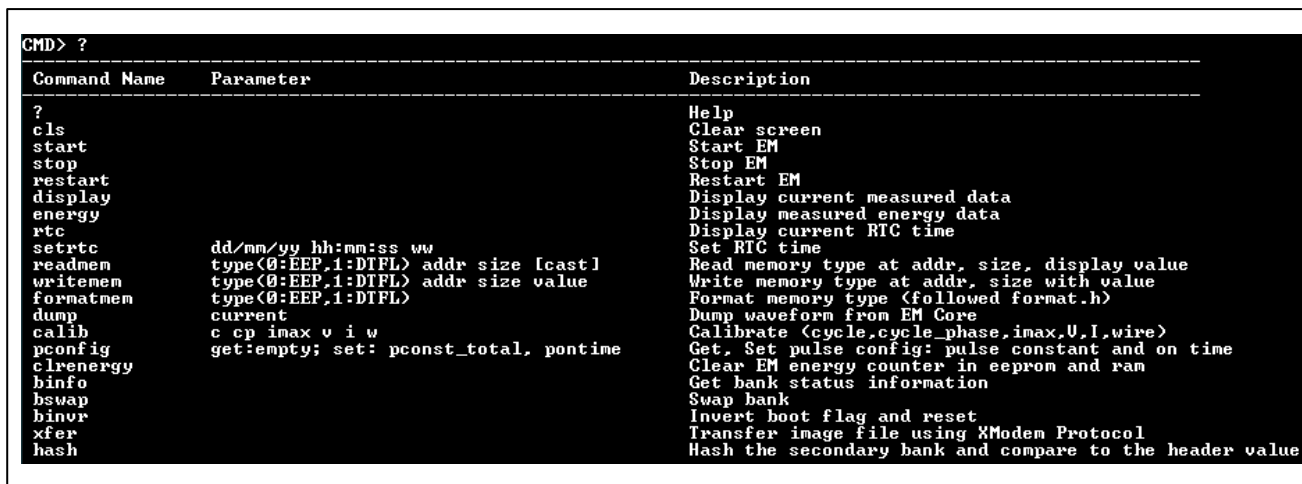 CMD> ?
Command Name Parameter Description
? Help
cls Clear screen
start Start EM
stop Stop EM
restart Restart EM
display Display current measured data
energy Display measured energy data
rtc Display current RTC time
setrtc dd/mm/yy hh:mm:ss ww Set RTC time
readmem type(0:EEP,1:DTFL) addr size [cast] Read memory type at addr, size, display value
writemem type(0:EEP,1:DTFL) addr size value Write memory type at addr, size with value
formatmem type(0:EEP,1:DTFL) Format memory type (followed format.h)
dump current Dump waveform from EM Core
calib c cp imax v i w Calibrate (cycle,cycle_phase,imax,V,I,wire)
pconfig get:empty; set: pconst_total, pontime Get, Set pulse config: pulse constant and on time
clrenergy Clear EM energy counter in eeprom and ram
binfo Get bank status information
bswap Swap bank
binvr Invert boot flag and reset
xfer Transfer image file using XModem Protocol
hash Hash the secondary bank and compare to the header value